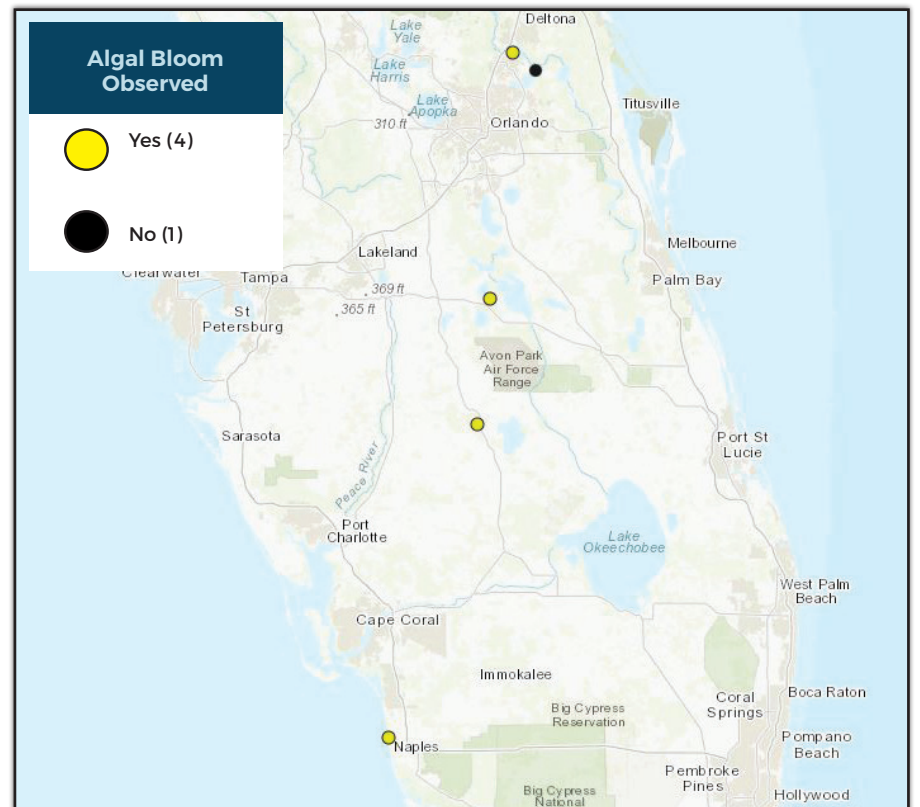 Algal Bloom
Observed
Yes (4)
No (1)
Deltona
Lake
Yale
Lake
Harris
Lake
Apopka
310 ft
Orlando
Titusville
Lakeland
Melbourne
Clearwater
Tampa
369 ft
365 ft
Palm Bay
St
Petersburg
Avon Park
Air Force
Range
Sarasota
Port St
Lucie
Peace River
Port
Charlotte
Lake
Okeechobee
West Palm
Beach
Cape Coral
Immokalee
Boca Raton
Coral
Springs
Big Cypress
Reservation
Naples
Pompano
Beach
Pembroke
Pines
Hollywood
Big Cypress
National